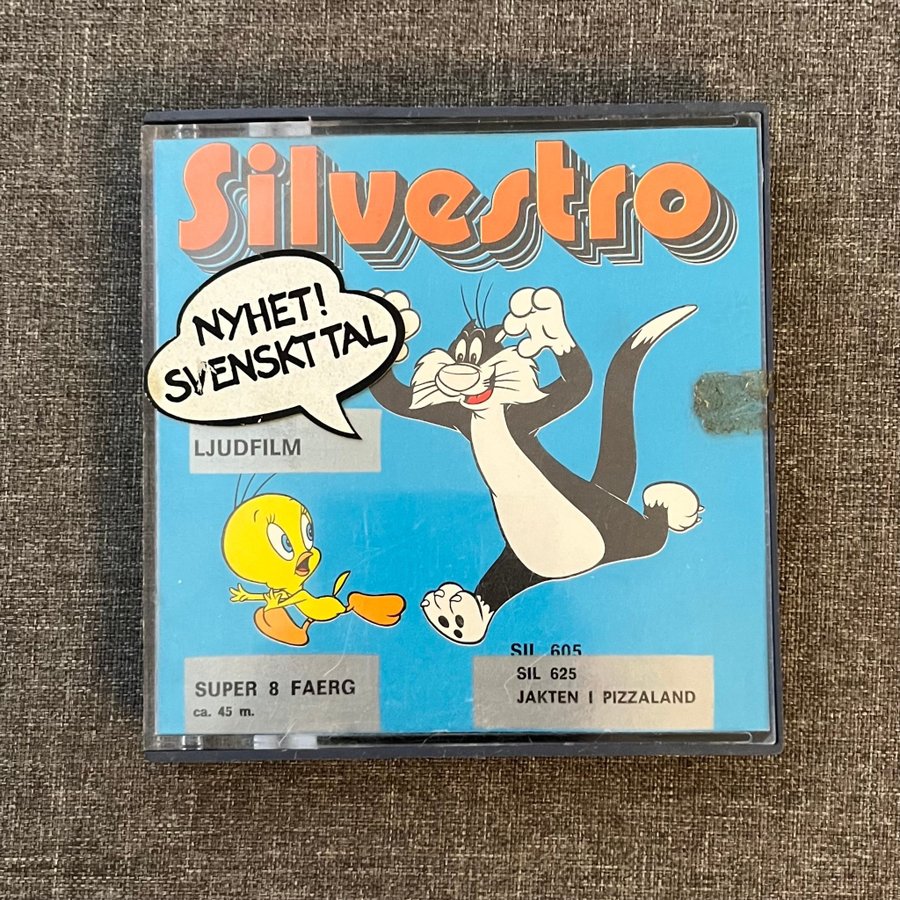 Silvestro
NYHET!
SVENSKT TAL
LJUDFILM
SUPER 8 FAERG
ca. 45 m.
SIL 605
SIL 625
JAKTEN I PIZZALAND